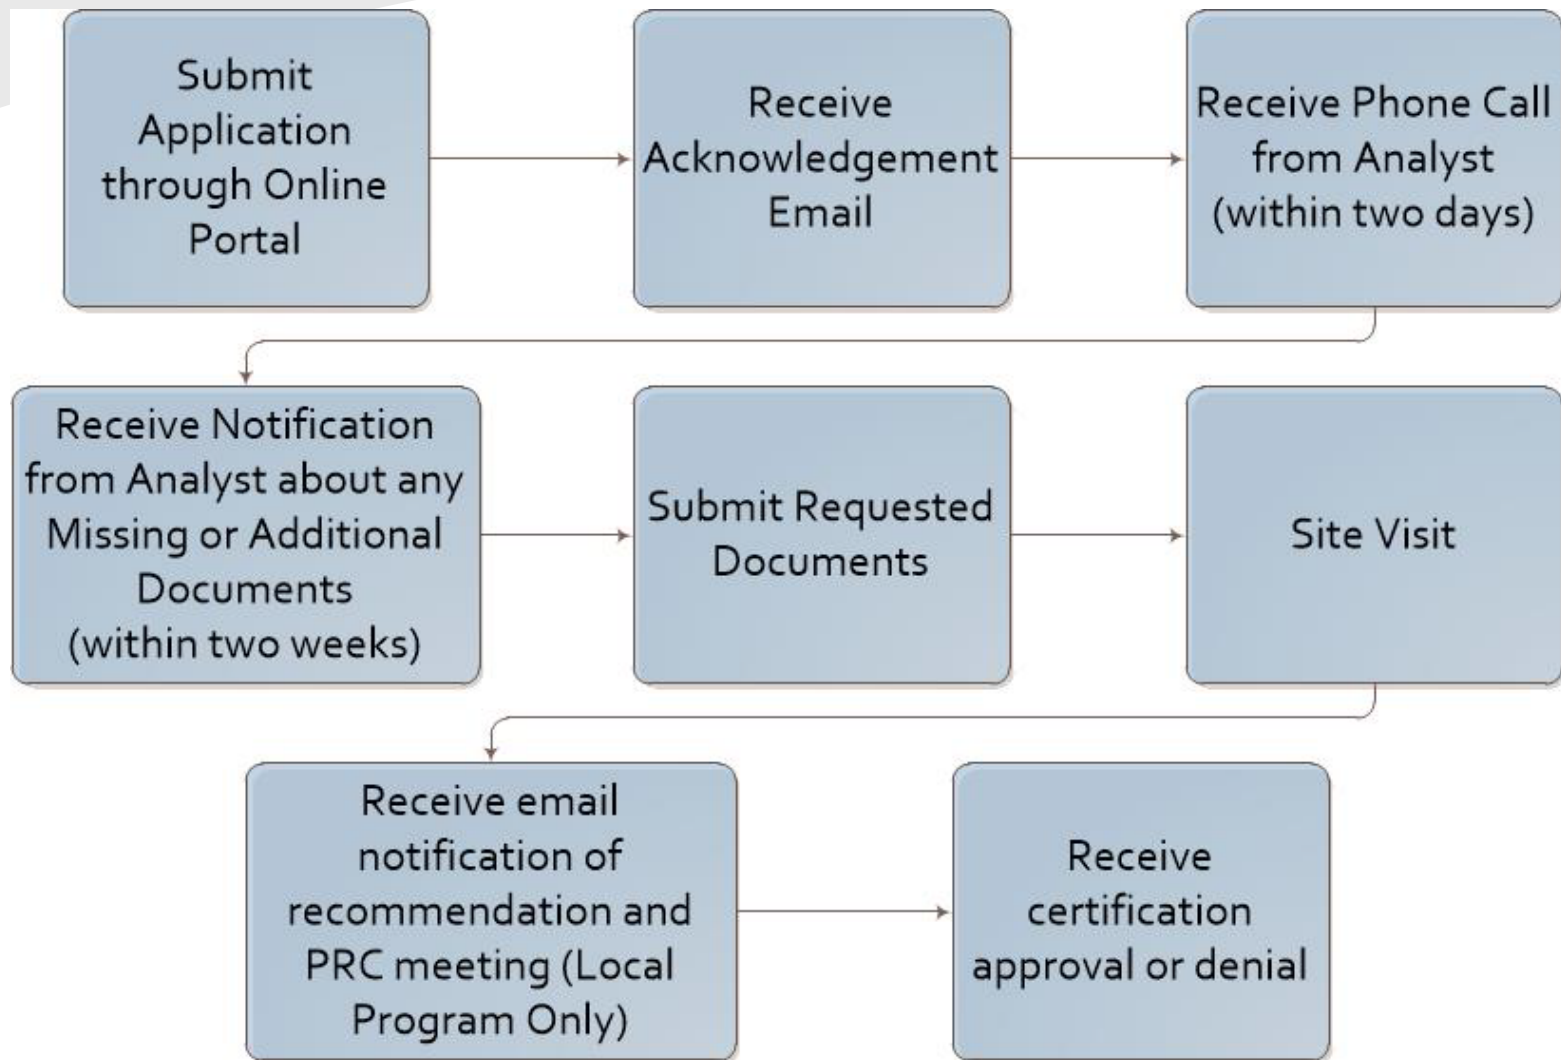 Submit
Application
through Online
Portal
Receive
Acknowledgement
Email
Receive Phone Call
from Analyst
(within two days)
Receive Notification
from Analyst about any
Missing or Additional
Documents
(within two weeks)
Submit Requested
Documents
Site Visit
Receive email
notification of
recommendation and
PRC meeting (Local
Program Only)
Receive
certification
approval or denial